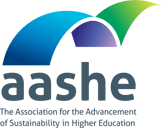 aashe
The Association for the Advancement
of Sustainability in Higher Education